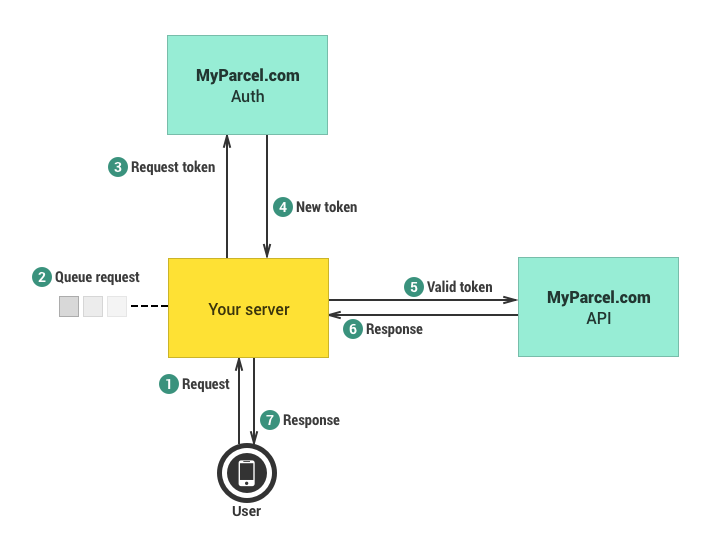 MyParcel.com
Auth
3 Request token
4 New token
2 Queue request
Your server
5 Valid token
MyParcel.com
API
6 Response
1 Request
7 Response
User